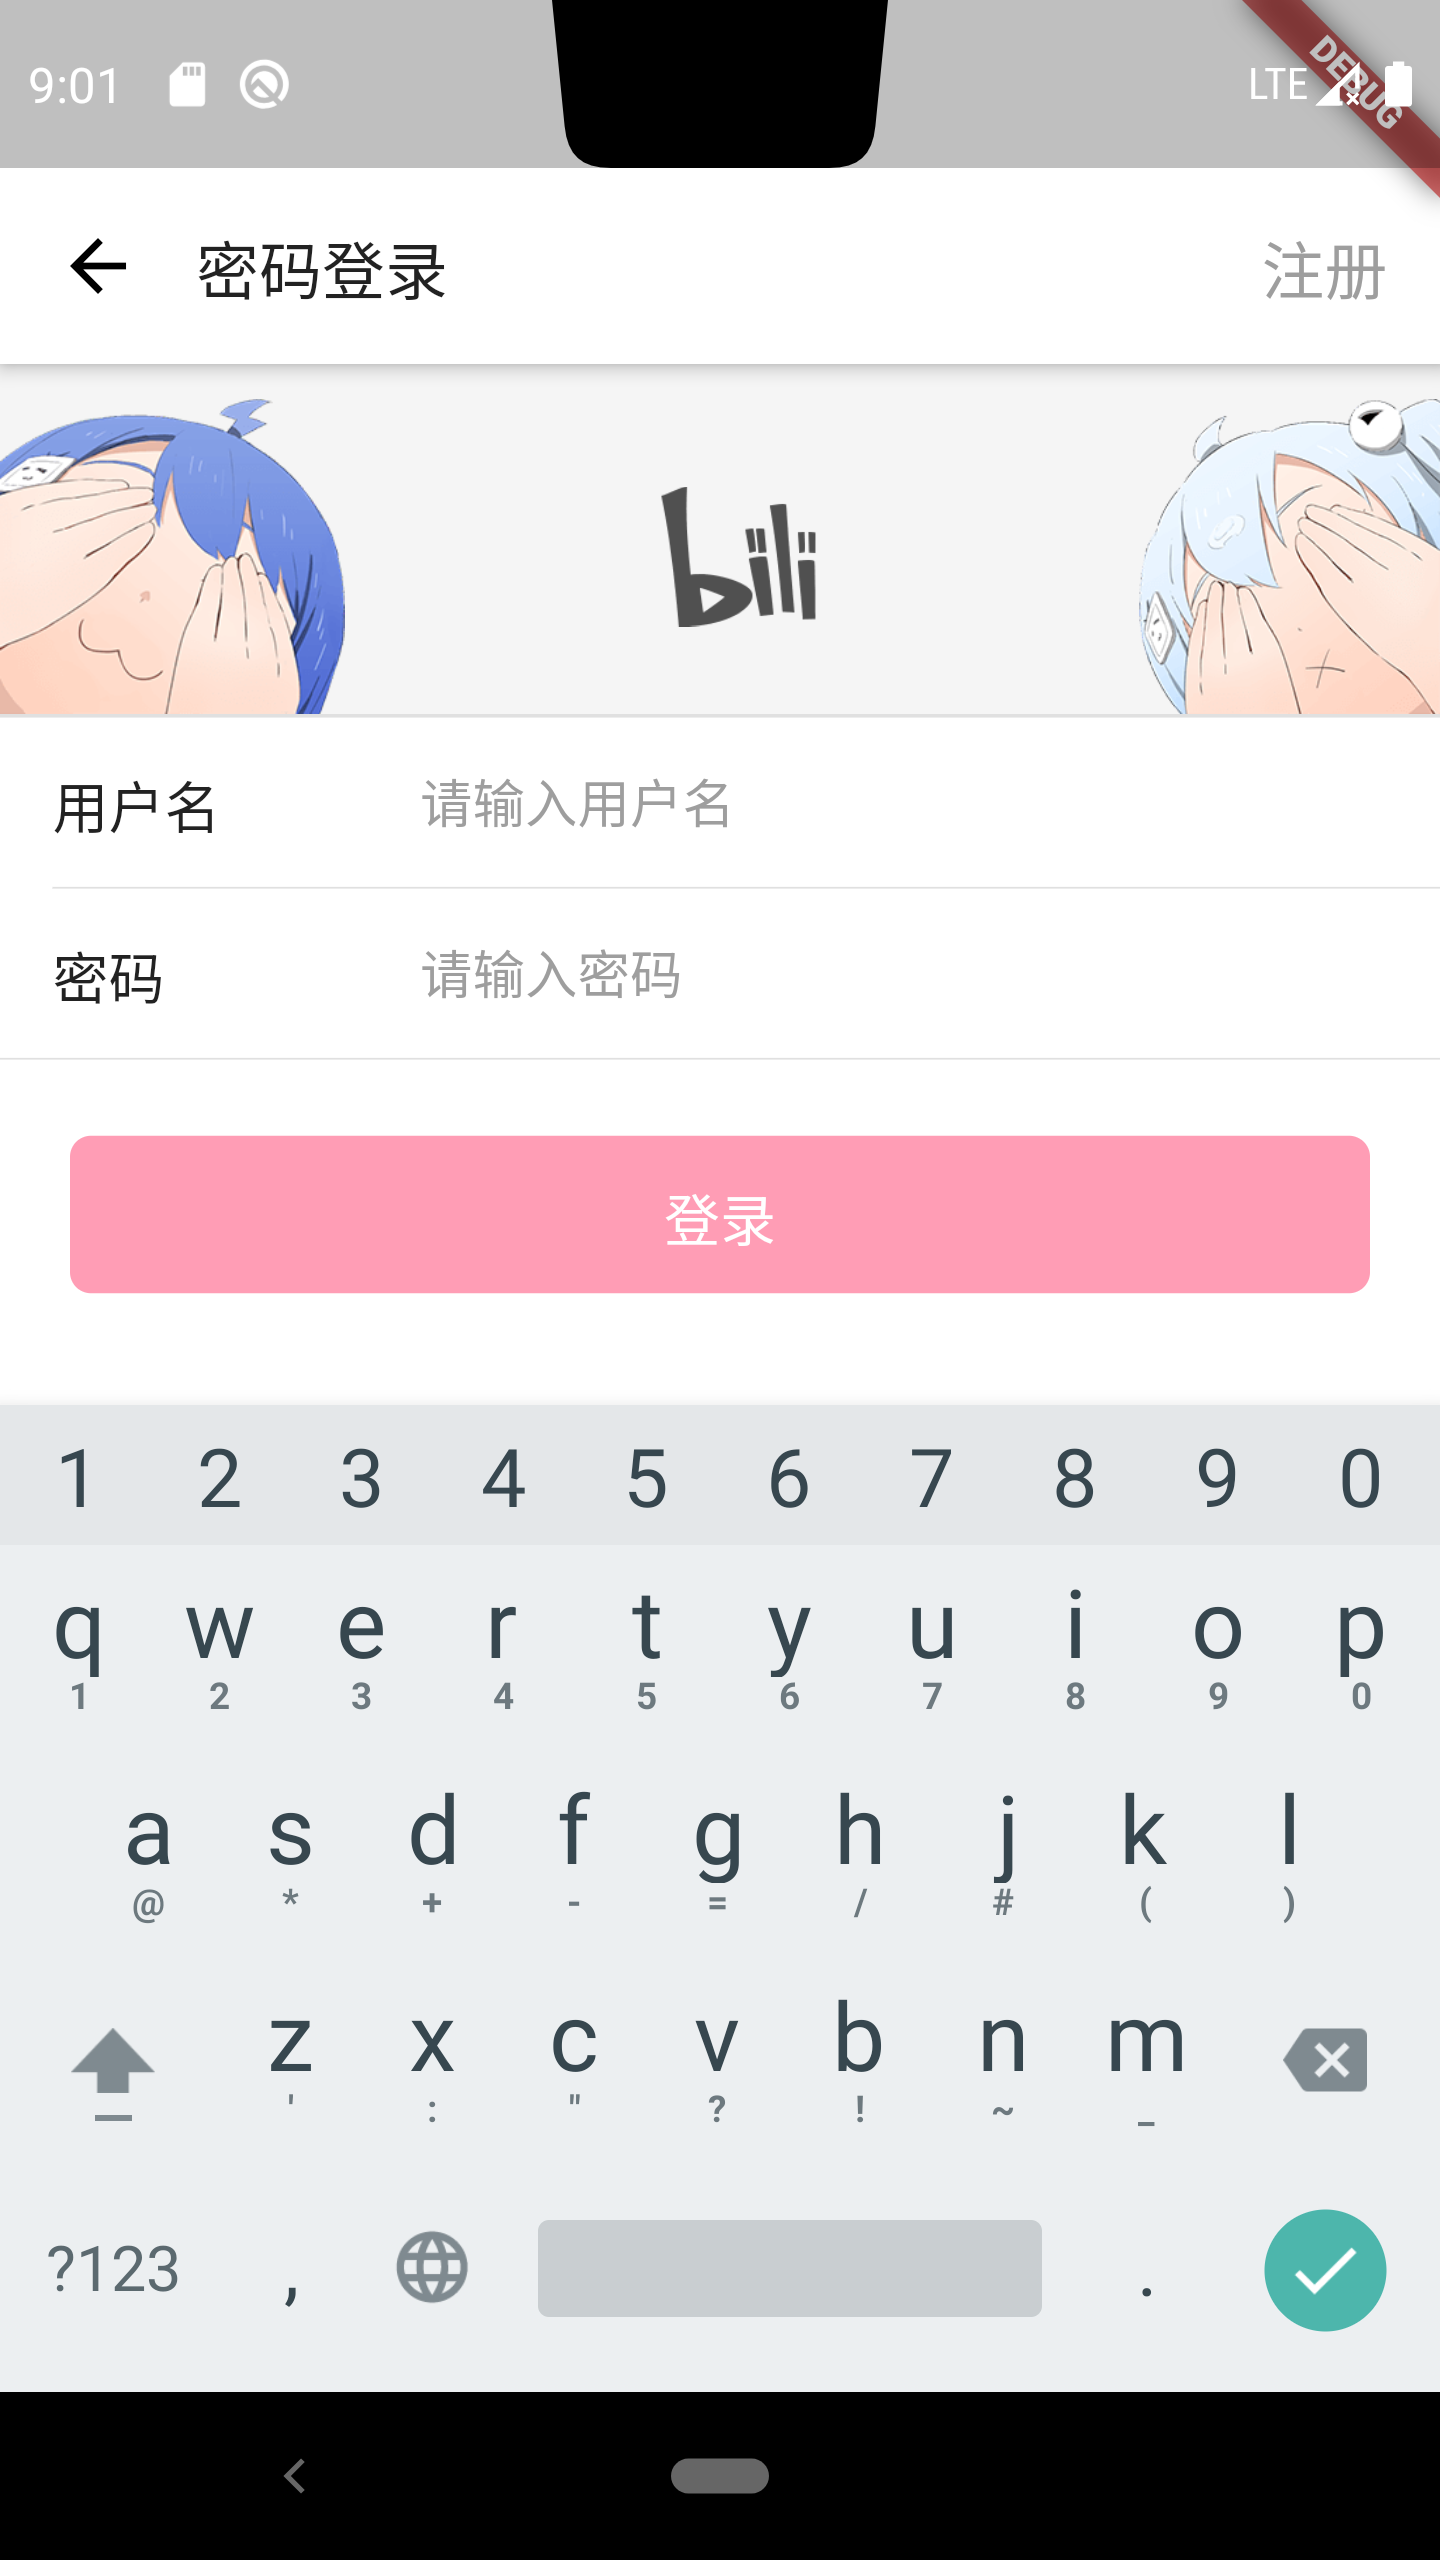 9:01 LTE DEBUG
密码登录 注册
bili
用户名 请输入用户名
密码 请输入密码
登录
1 2 3 4 5 6 7 8 9 0
q w e r t y u i o p
1 2 3 4 5 6 7 8 9 0
a s d f g h j k l
@ * + - = / # ( )
z x c v b n m
' : " ? ! ~ _
?123 , .